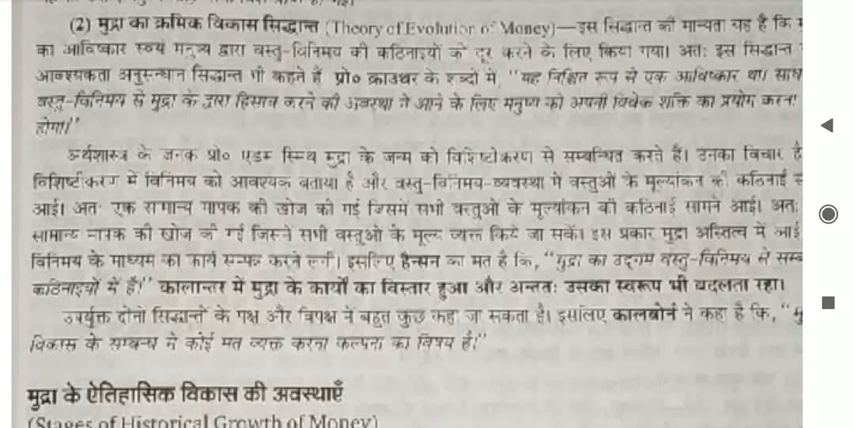 (2) मुद्रा का क्रमिक विकास सिद्धान्त (Theory of Evolution of Money)—इस सिद्धान्त की मान्यता यह है कि
का आविष्कार स्वयं मनुष्य द्वारा वस्तु-विनिमय की कठिनाइयों को दूर करने के लिए किया गया। अतः इस सिद्धान्त
आवश्यकता अनुसन्धान सिद्धान्त भी कहते हैं प्रो० क्राउथर के शब्दों में, "यह निश्चित रूप से एक आविष्कार था। साध
वस्तु-विनिमय से मुद्रा के द्वारा हिसाब करने की अवस्था में आने के लिए मनुष्य को अपनी विवेक शक्ति का प्रयोग करना
होगा।"
अर्थशास्त्र के जनक प्रो० एडम स्मिथ मुद्रा के जन्म को विशिष्टीकरण से सम्बन्धित करते हैं। उनका विचार है
विशिष्टीकरण में विनिमय को आवश्यक बताया है और वस्तु-विनिमय-व्यवस्था में वस्तुओं के मूल्यांकन की कठिनाई स
आई। अतः एक सामान्य मापक की खोज की गई जिसमें सभी वस्तुओं के मूल्यांकन की कठिनाई सामने आई। अतः
सामान्य मापक की खोज की गई जिसने सभी वस्तुओं के मूल्य व्यक्त किये जा सकें। इस प्रकार मुद्रा अस्तित्व में आई
विनिमय के माध्यम का कार्य सम्पन्न करने लगी। इसलिए हैन्सन का मत है कि, "मुद्रा का उद्गम वस्तु-विनिमय से सम्ब
कठिनाइयों में है।" कालान्तर में मुद्रा के कार्यों का विस्तार हुआ और अन्ततः उसका स्वरूप भी बदलता रहा।
उपर्युक्त दोनों सिद्धान्तों के पक्ष और विपक्ष में बहुत कुछ कहा जा सकता है। इसलिए कालबोर्न ने कहा है कि, "मु
विकास के सम्बन्ध में कोई मत व्यक्त करना कल्पना का विषय है।"
मुद्रा के ऐतिहासिक विकास की अवस्थाएँ
(Stages of Historical Growth of Money)